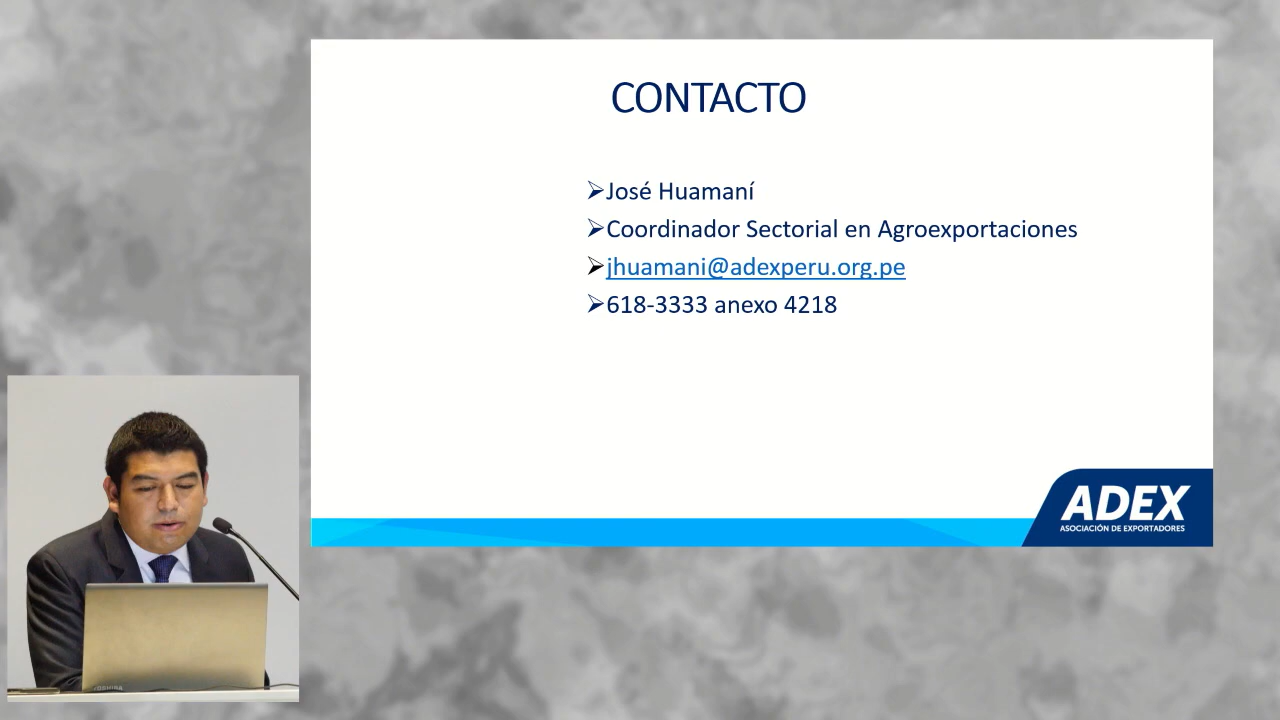 CONTACTO
➢José Huamaní
➢Coordinador Sectorial en Agroexportaciones
➢jhuamani@adexperu.org.pe
➢618-3333 anexo 4218
ADEX
ASOCIACIÓN DE EXPORTADORES